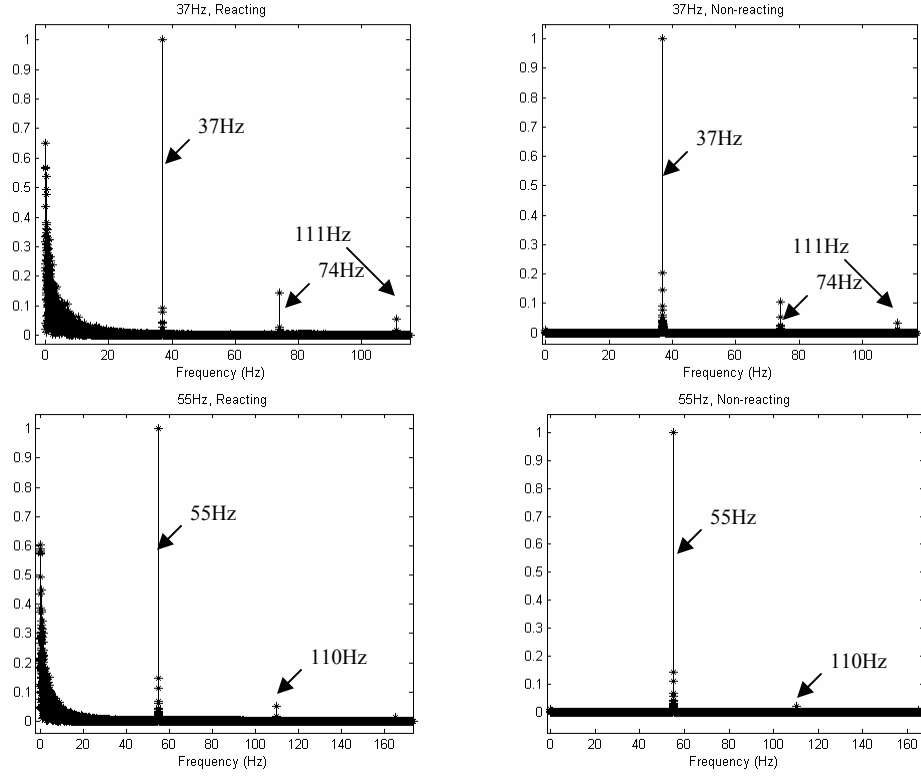 37Hz, Reacting
1
0.9
0.8
0.7
0.6
0.5
0.4
0.3
0.2
0.1
0
37Hz
111Hz
74Hz
0 20 40 60 80 100
Frequency (Hz)
37Hz, Non-reacting
1
0.9
0.8
0.7
0.6
0.5
0.4
0.3
0.2
0.1
0
37Hz
111Hz
74Hz
0 20 40 60 80 100
Frequency (Hz)
55Hz, Reacting
1
0.9
0.8
0.7
0.6
0.5
0.4
0.3
0.2
0.1
0
55Hz
110Hz
0 20 40 60 80 100 120 140 160
Frequency (Hz)
55Hz, Non-reacting
1
0.9
0.8
0.7
0.6
0.5
0.4
0.3
0.2
0.1
0
55Hz
110Hz
0 20 40 60 80 100 120 140 160
Frequency (Hz)